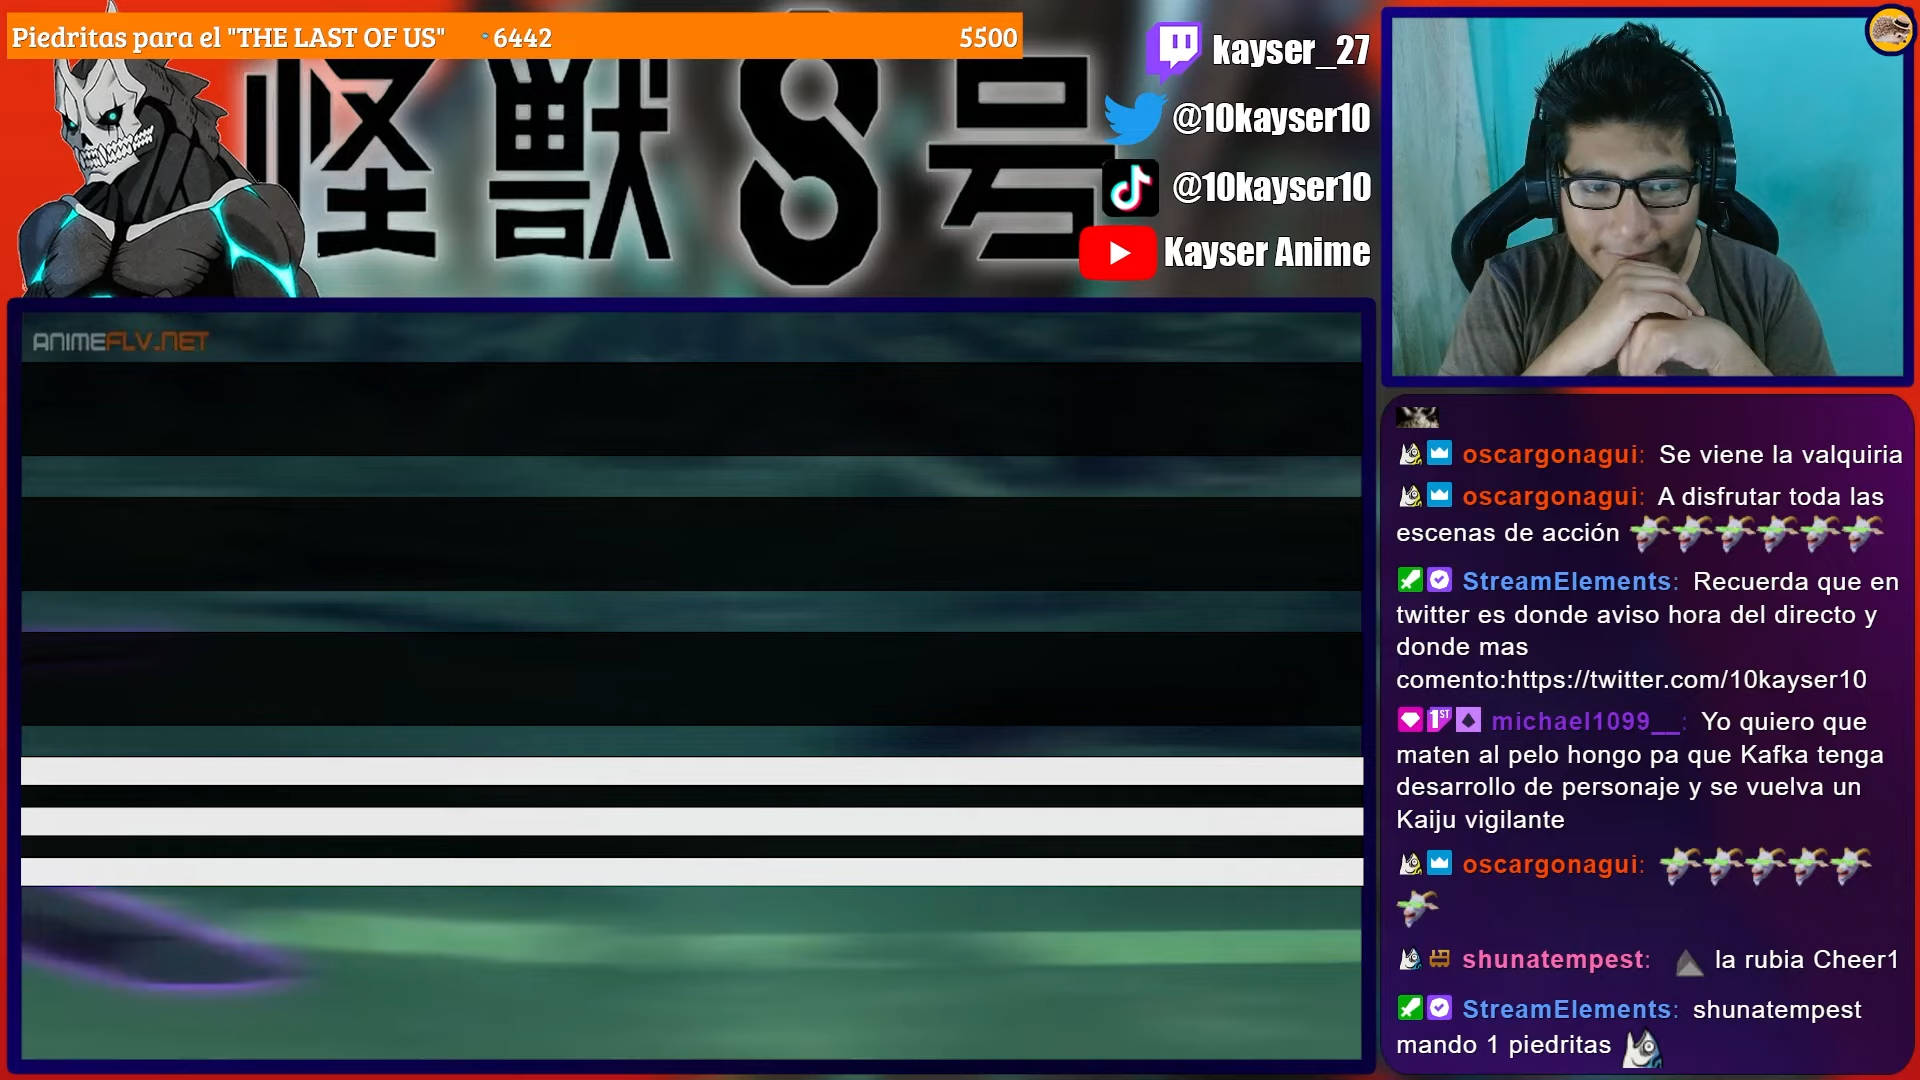 Piedritas para el "THE LAST OF US" 6442 5500
怪獣8号
kayser_27
@10kayser10
@10kayser10
Kayser Anime
ANIMEFLV.NET
oscargonagui: Se viene la valquiria
oscargonagui: A disfrutar toda las
escenas de acción
StreamElements: Recuerda que en
twitter es donde aviso hora del directo y
donde mas
comento:https://twitter.com/10kayser10
1ST michael1099__: Yo quiero que
maten al pelo hongo pa que Kafka tenga
desarrollo de personaje y se vuelva un
Kaiju vigilante
oscargonagui:
shunatempest: la rubia Cheer1
StreamElements: shunatempest
mando 1 piedritas